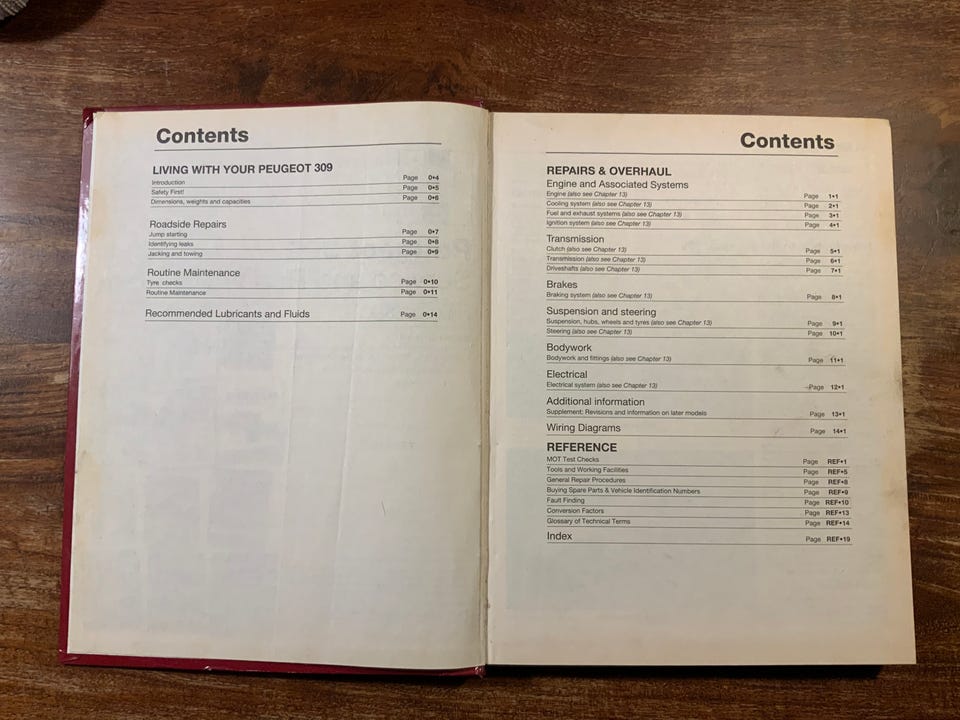 Contents
LIVING WITH YOUR PEUGEOT 309
Introduction Page 0•4
Safety First! Page 0•5
Dimensions, weights and capacities Page 0•6
Roadside Repairs
Jump starting Page 0•7
Identifying leaks Page 0•8
Jacking and towing Page 0•9
Routine Maintenance
Tyre checks Page 0•10
Routine Maintenance Page 0•11
Recommended Lubricants and Fluids Page 0•14
Contents
REPAIRS & OVERHAUL
Engine and Associated Systems
Engine (also see Chapter 13) Page 1•1
Cooling system (also see Chapter 13) Page 2•1
Fuel and exhaust systems (also see Chapter 13) Page 3•1
Ignition system (also see Chapter 13) Page 4•1
Transmission
Clutch (also see Chapter 13) Page 5•1
Transmission (also see Chapter 13) Page 6•1
Driveshafts (also see Chapter 13) Page 7•1
Brakes
Braking system (also see Chapter 13) Page 8•1
Suspension and steering
Suspension, hubs, wheels and tyres (also see Chapter 13) Page 9•1
Steering (also see Chapter 13) Page 10•1
Bodywork
Bodywork and fittings (also see Chapter 13) Page 11•1
Electrical
Electrical system (also see Chapter 13) Page 12•1
Additional information
Supplement: Revisions and information on later models Page 13•1
Wiring Diagrams Page 14•1
REFERENCE
MOT Test Checks Page REF•1
Tools and Working Facilities Page REF•5
General Repair Procedures Page REF•8
Buying Spare Parts & Vehicle Identification Numbers Page REF•9
Fault Finding Page REF•10
Conversion Factors Page REF•13
Glossary of Technical Terms Page REF•14
Index Page REF•19